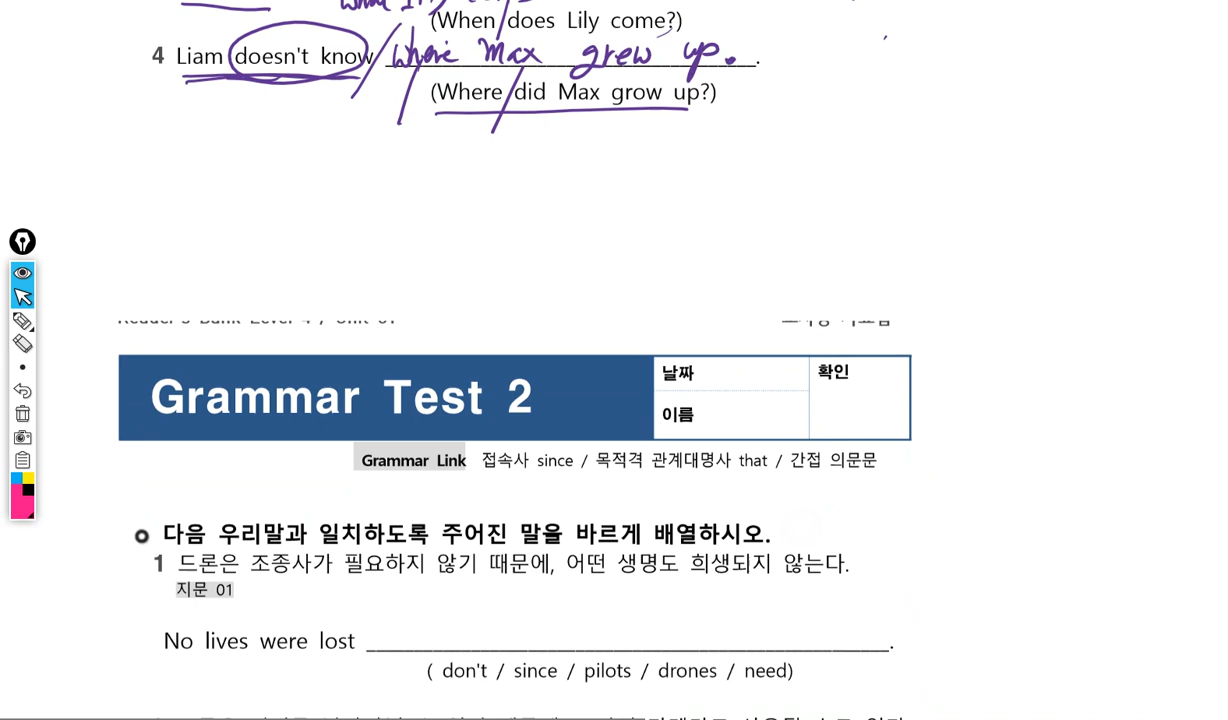 (When does Lily come?)
4 Liam doesn't know where Max grew up. .
(Where did Max grow up?)
Grammar Test 2
날짜
확인
이름
Grammar Link 접속사 since / 목적격 관계대명사 that / 간접 의문문
다음 우리말과 일치하도록 주어진 말을 바르게 배열하시오.
1 드론은 조종사가 필요하지 않기 때문에, 어떤 생명도 희생되지 않는다.
지문 01
No lives were lost ____________________.
( don't / since / pilots / drones / need)